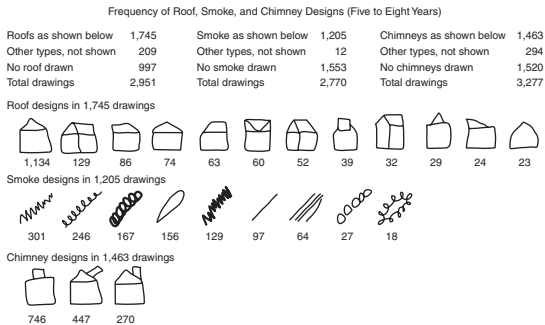 Frequency of Roof, Smoke, and Chimney Designs (Five to Eight Years)
Roofs as shown below 1,745 Smoke as shown below 1,205 Chimneys as shown below 1,463
Other types, not shown 209 Other types, not shown 12 Other types, not shown 294
No roof drawn 997 No smoke drawn 1,553 No chimneys drawn 1,520
Total drawings 2,951 Total drawings 2,770 Total drawings 3,277
Roof designs in 1,745 drawings
1,134 129 86 74 63 60 52 39 32 29 24 23
Smoke designs in 1,205 drawings
301 246 167 156 129 97 64 27 18
Chimney designs in 1,463 drawings
746 447 270